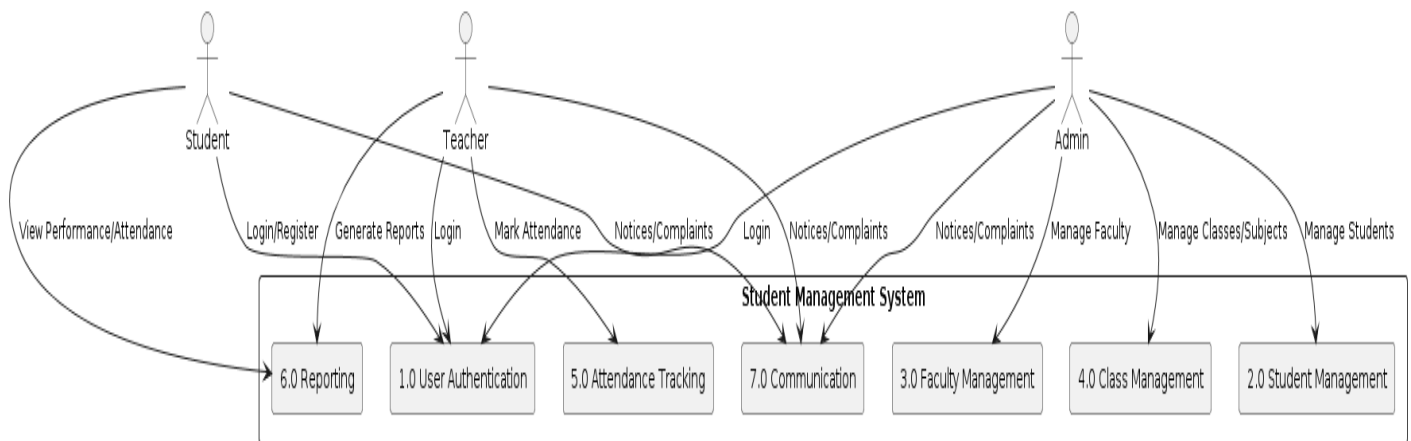 Student
Teacher
Admin
View Performance/Attendance
Login/Register
Generate Reports
Login
Mark Attendance
Notices/Complaints
Login
Notices/Complaints
Notices/Complaints
Manage Faculty
Manage Classes/Subjects
Manage Students
Student Management System
6.0 Reporting
1.0 User Authentication
5.0 Attendance Tracking
7.0 Communication
3.0 Faculty Management
4.0 Class Management
2.0 Student Management